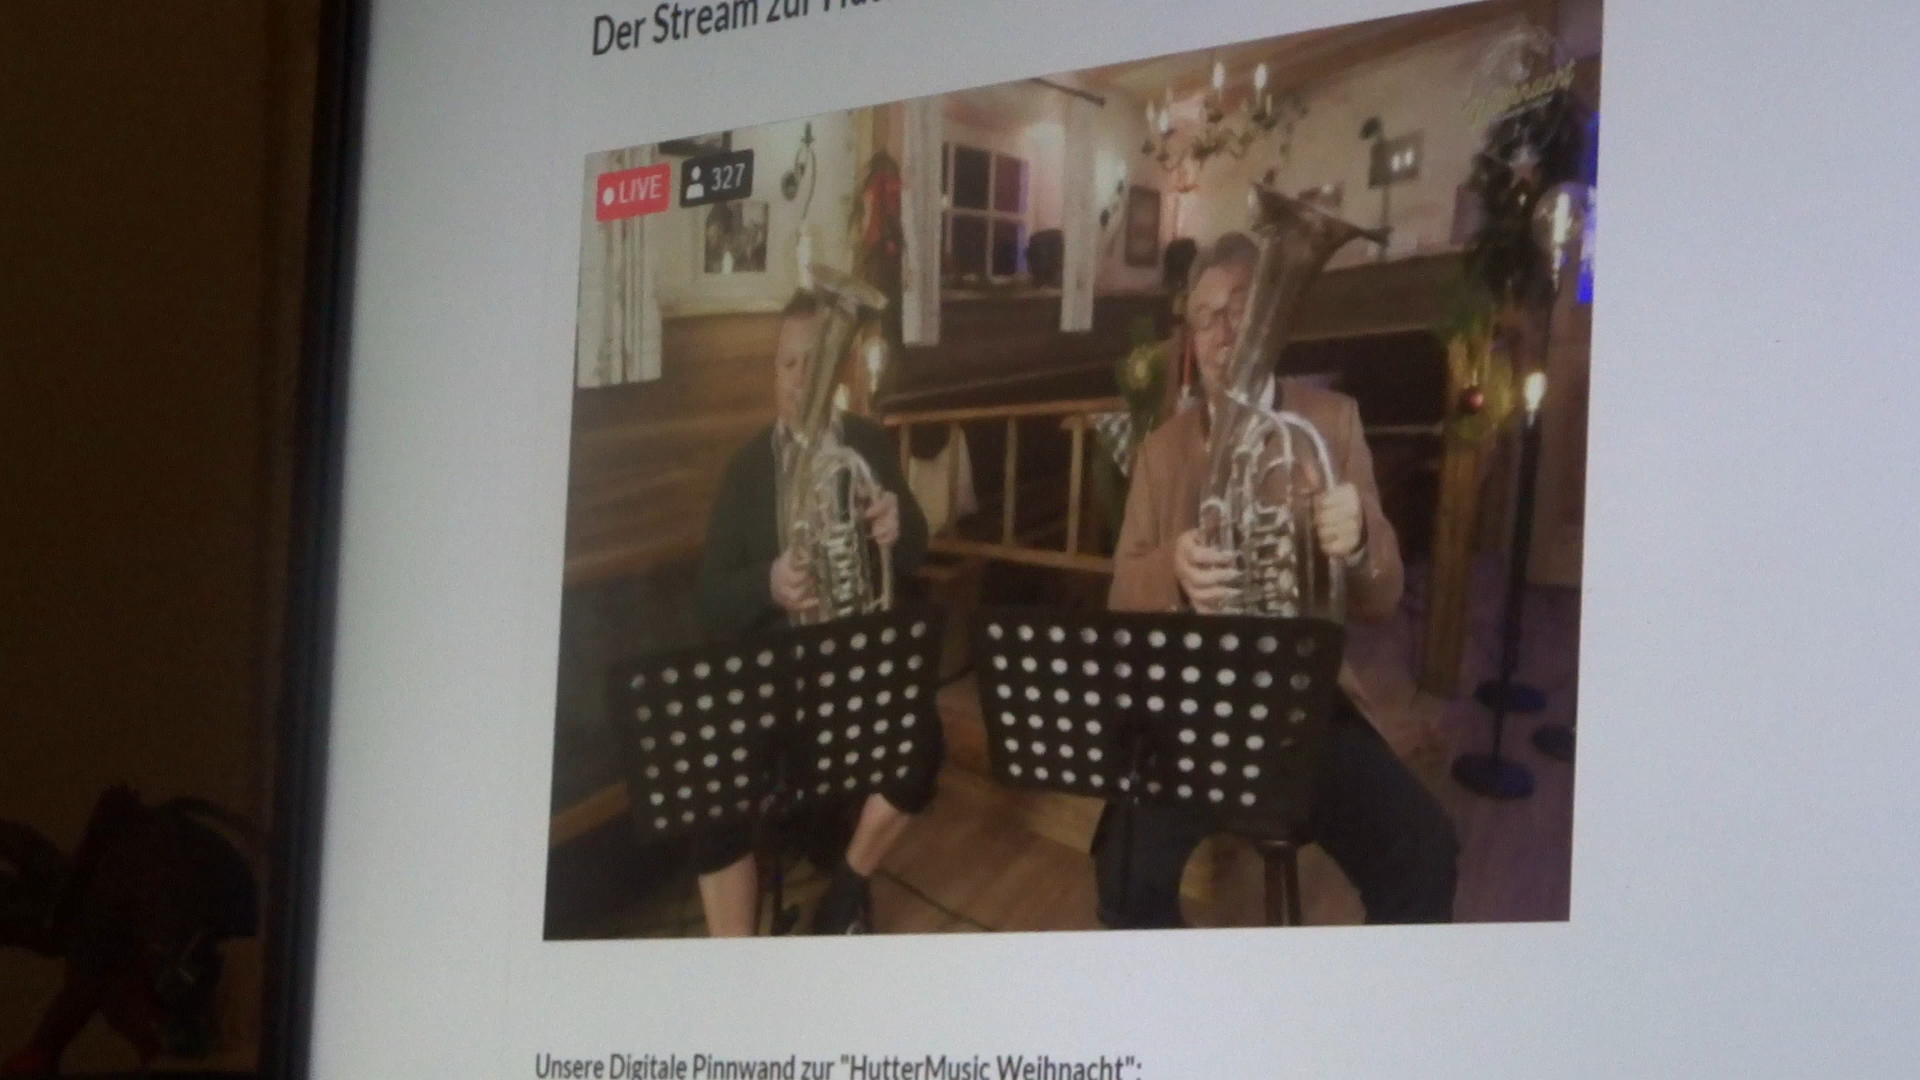 Der Stream zur
LIVE 327
Unsere Digitale Pinnwand zur "HutterMusic Weihnacht":